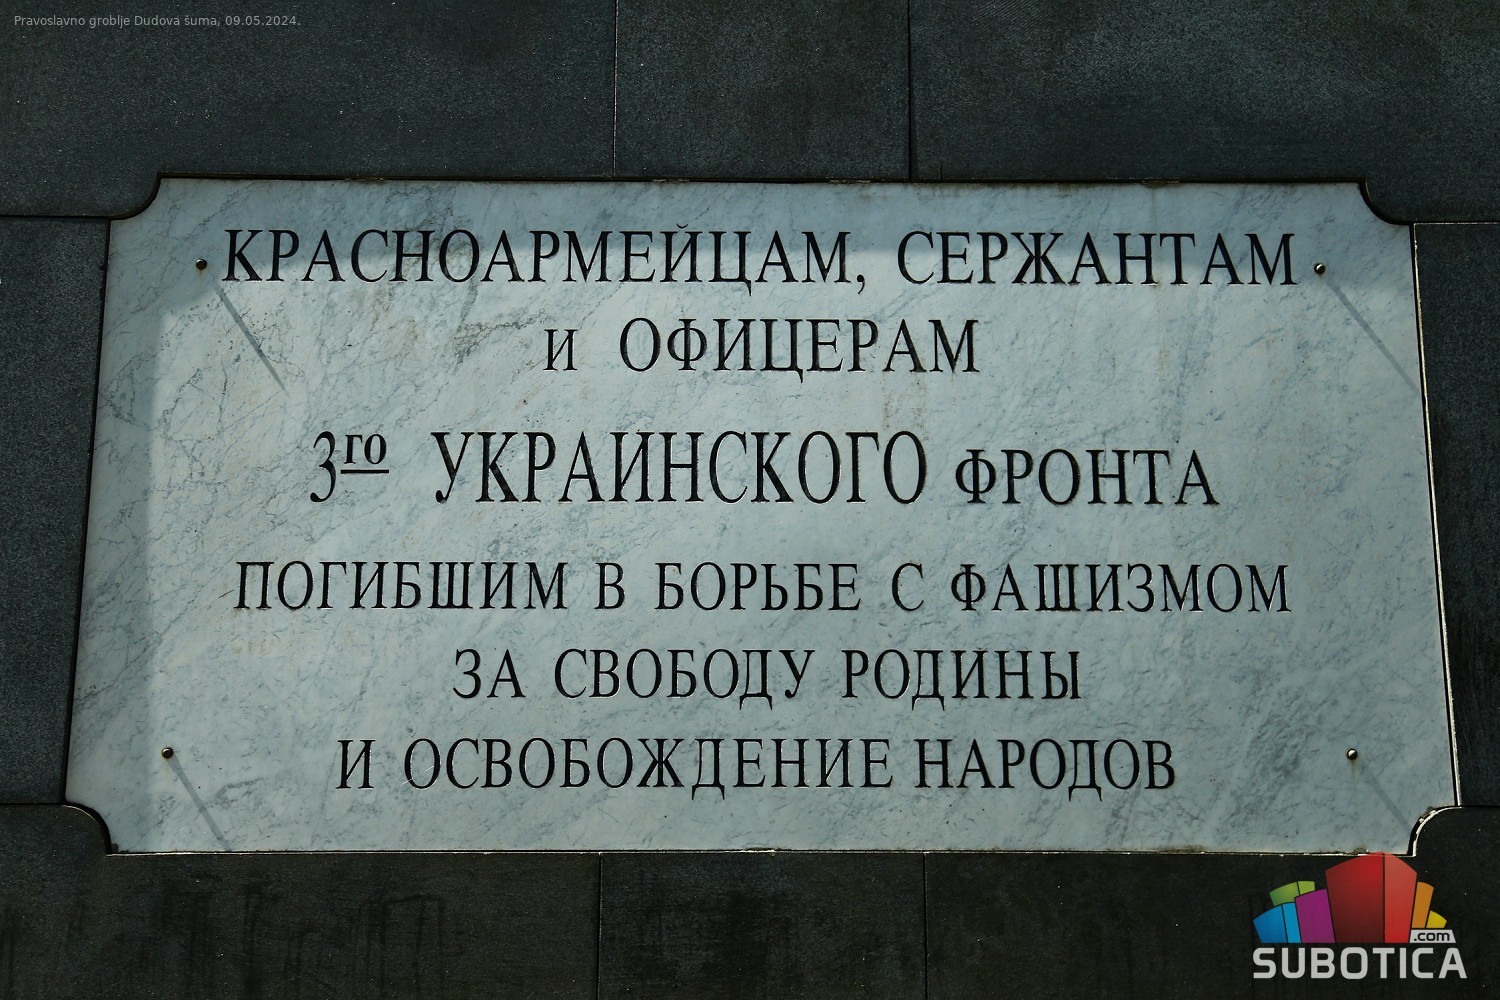 Pravoslavno groblje Dudova šuma, 09.05.2024.
КРАСНОАРМЕЙЦАМ, СЕРЖАНТАМ
и ОФИЦЕРАМ
3го УКРАИНСКОГО ФРОНТА
ПОГИБШИМ В БОРЬБЕ С ФАШИЗМОМ
ЗА СВОБОДУ РОДИНЫ
И ОСВОБОЖДЕНИЕ НАРОДОВ
.com
SUBOTICA